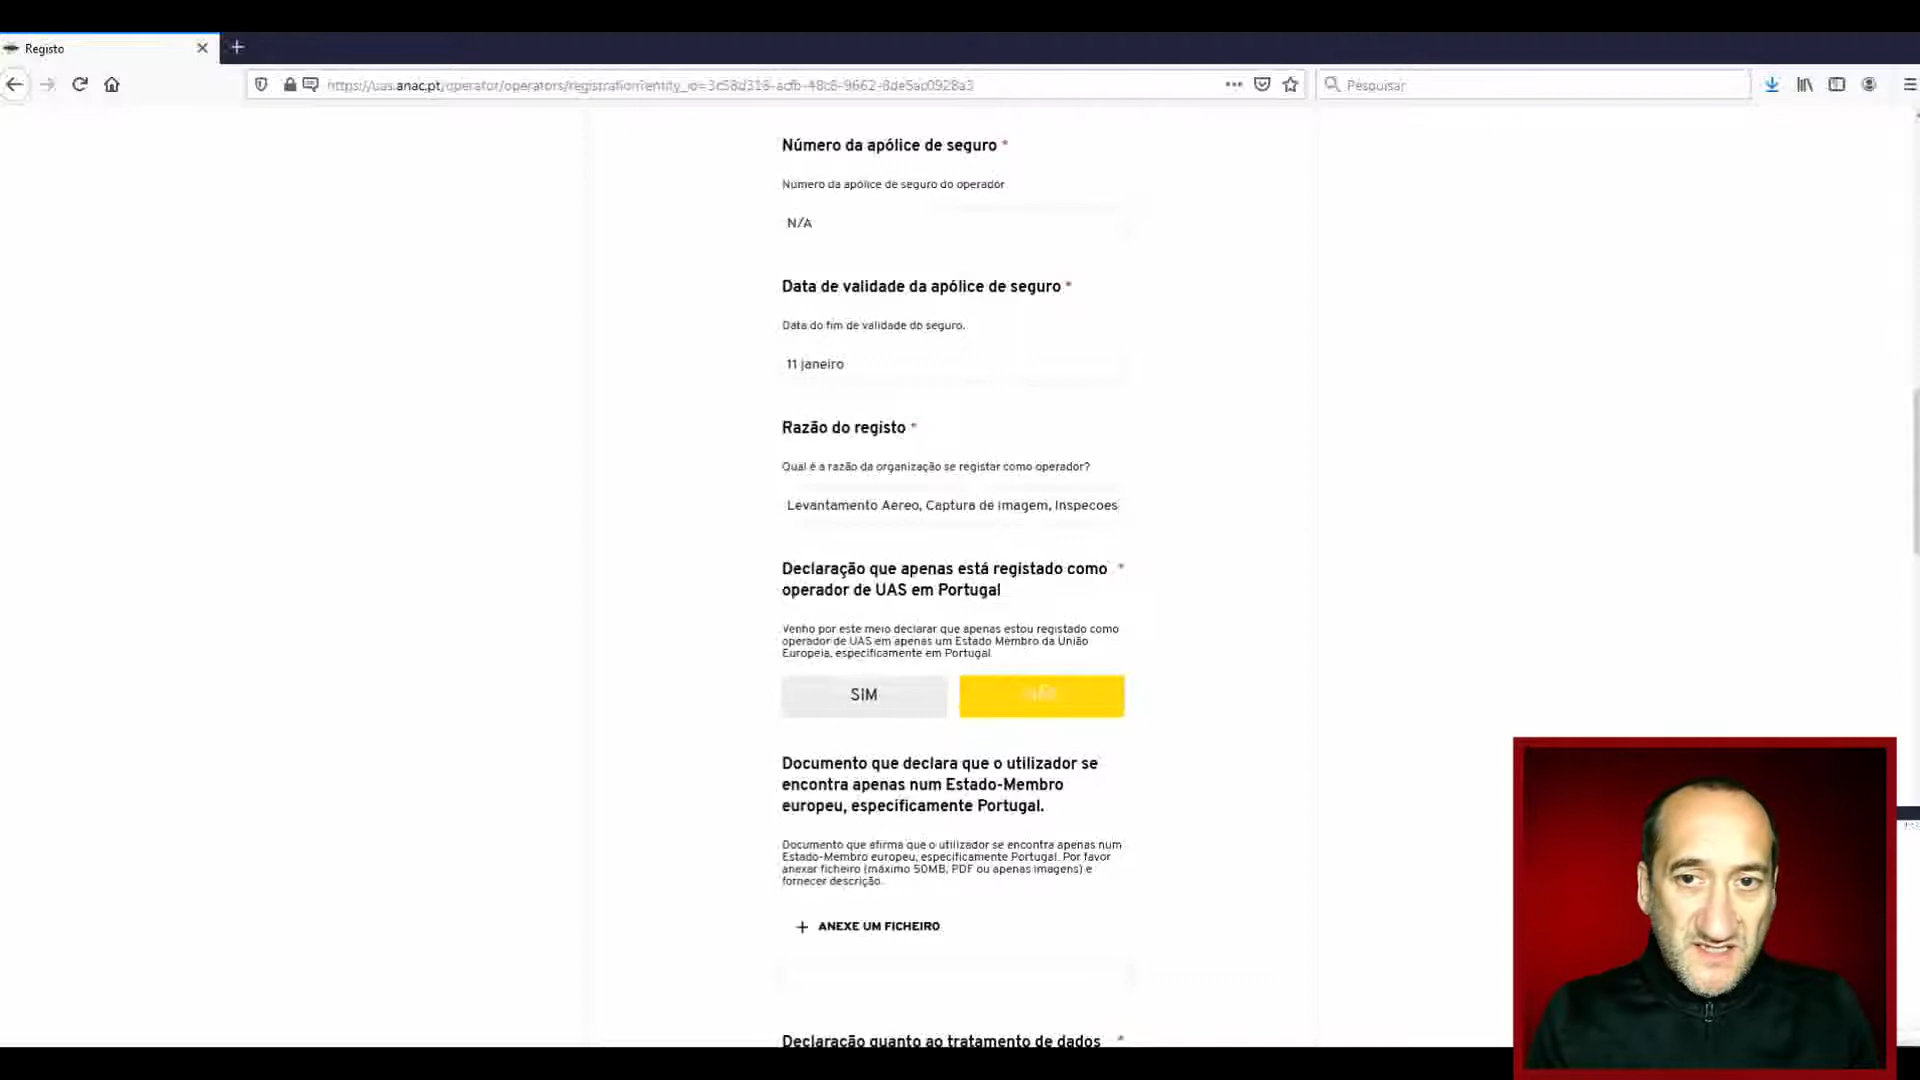 Registo
https://uas.anac.pt/operator/operators/registration?entity_id=3c58d316-acfb-48c8-9662-8de5ac0928a3
Pesquisar
Número da apólice de seguro *
Número da apólice de seguro do operador
N/A
Data de validade da apólice de seguro *
Data do fim de validade do seguro.
11 janeiro
Razão do registo *
Qual é a razão da organização se registar como operador?
Levantamento Aereo, Captura de imagem, Inspecoes
Declaração que apenas está registado como *
operador de UAS em Portugal
Venho por este meio declarar que apenas estou registado como
operador de UAS em apenas um Estado Membro da União
Europeia, especificamente em Portugal
SIM
NÃO
Documento que declara que o utilizador se
encontra apenas num Estado-Membro
europeu, especificamente Portugal.
Documento que afirma que o utilizador se encontra apenas num
Estado-Membro europeu, especificamente Portugal. Por favor
anexar ficheiro (máximo 50MB, PDF ou apenas imagens) e
fornecer descrição.
+ ANEXE UM FICHEIRO
Declaração quanto ao tratamento de dados *